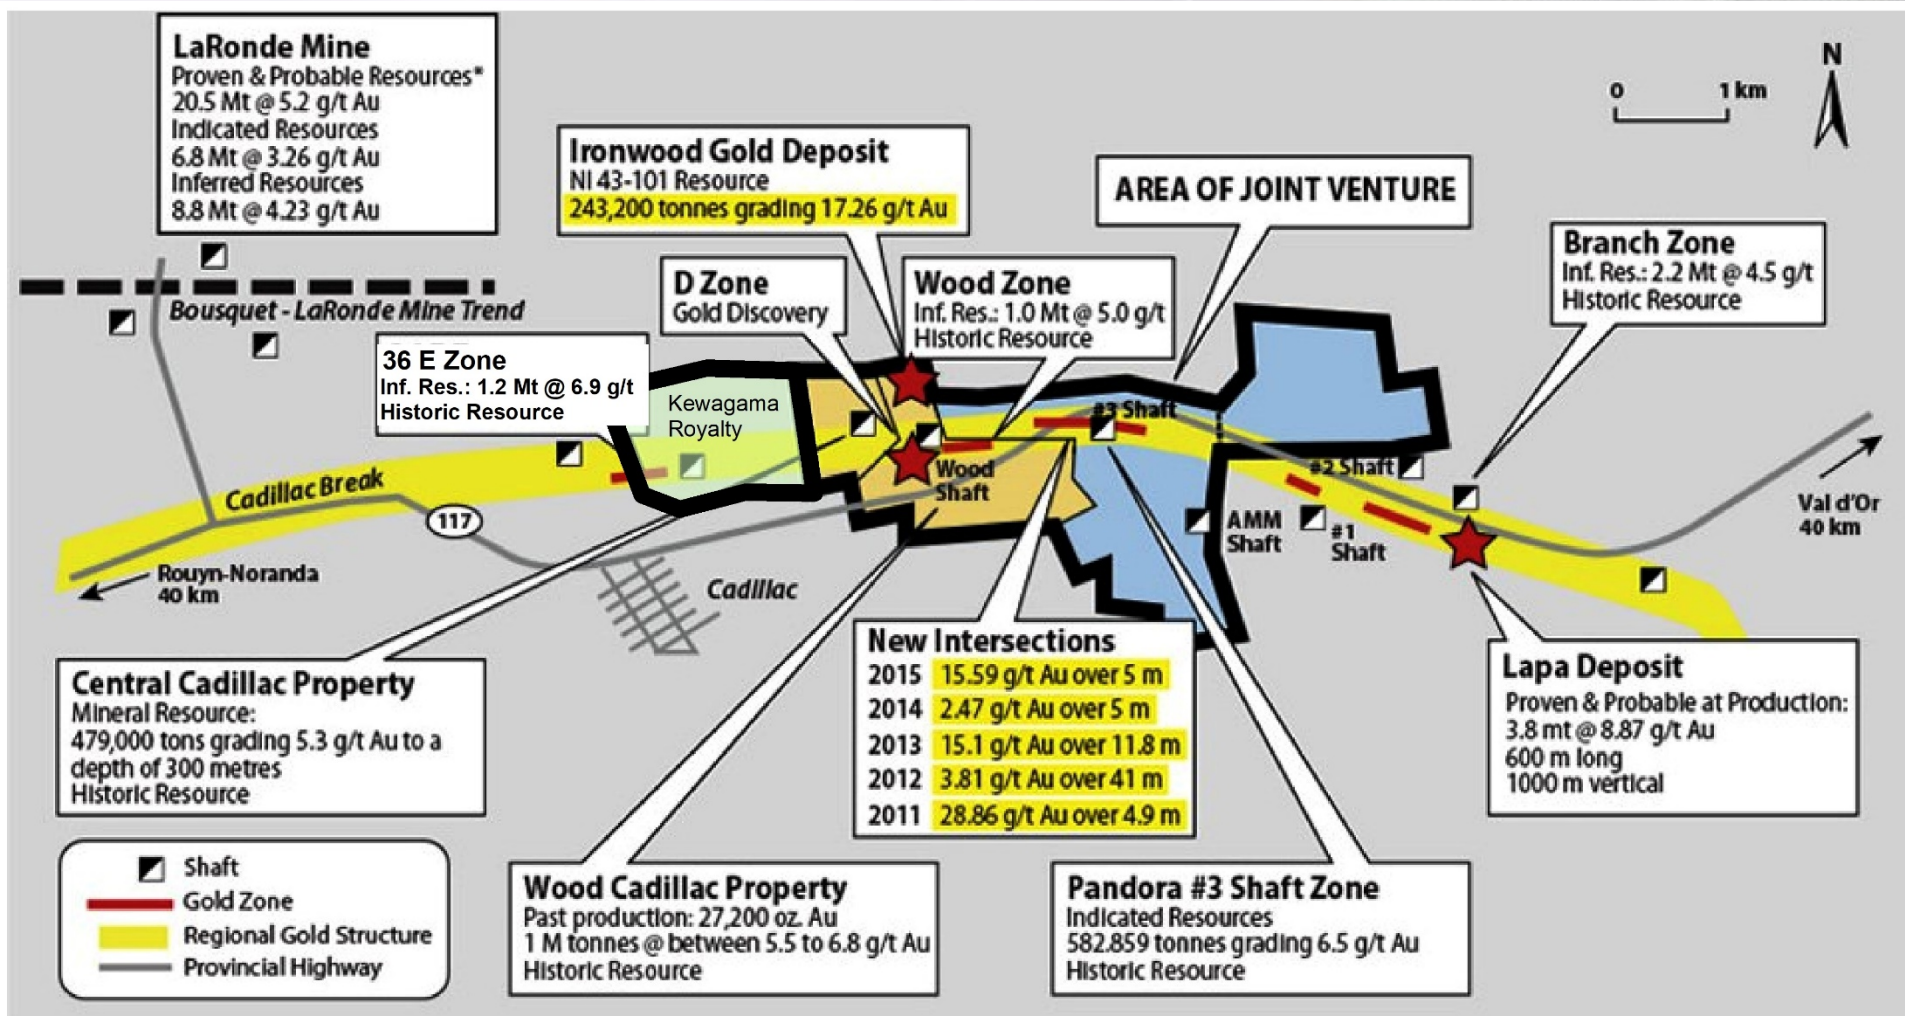 LaRonde Mine
Proven & Probable Resources*
20.5 Mt @ 5.2 g/t Au
Indicated Resources
6.8 Mt @ 3.26 g/t Au
Inferred Resources
8.8 Mt @ 4.23 g/t Au
Ironwood Gold Deposit
NI 43-101 Resource
243,200 tonnes grading 17.26 g/t Au
AREA OF JOINT VENTURE
0 1 km
N
Branch Zone
Inf. Res.: 2.2 Mt @ 4.5 g/t
Historic Resource
D Zone
Gold Discovery
Wood Zone
Inf. Res.: 1.0 Mt @ 5.0 g/t
Historic Resource
Bousquet - LaRonde Mine Trend
36 E Zone
Inf. Res.: 1.2 Mt @ 6.9 g/t
Historic Resource
Kewagama
Royalty
#3 Shaft
Wood
Shaft
#2 Shaft
AMM
Shaft
#1
Shaft
Val d'Or
40 km
Cadillac Break
117
Rouyn-Noranda
40 km
Cadillac
Central Cadillac Property
Mineral Resource:
479,000 tons grading 5.3 g/t Au to a
depth of 300 metres
Historic Resource
New Intersections
2015 15.59 g/t Au over 5 m
2014 2.47 g/t Au over 5 m
2013 15.1 g/t Au over 11.8 m
2012 3.81 g/t Au over 41 m
2011 28.86 g/t Au over 4.9 m
Lapa Deposit
Proven & Probable at Production:
3.8 mt @ 8.87 g/t Au
600 m long
1000 m vertical
Shaft
Gold Zone
Regional Gold Structure
Provincial Highway
Wood Cadillac Property
Past production: 27,200 oz. Au
1 M tonnes @ between 5.5 to 6.8 g/t Au
Historic Resource
Pandora #3 Shaft Zone
Indicated Resources
582.859 tonnes grading 6.5 g/t Au
Historic Resource